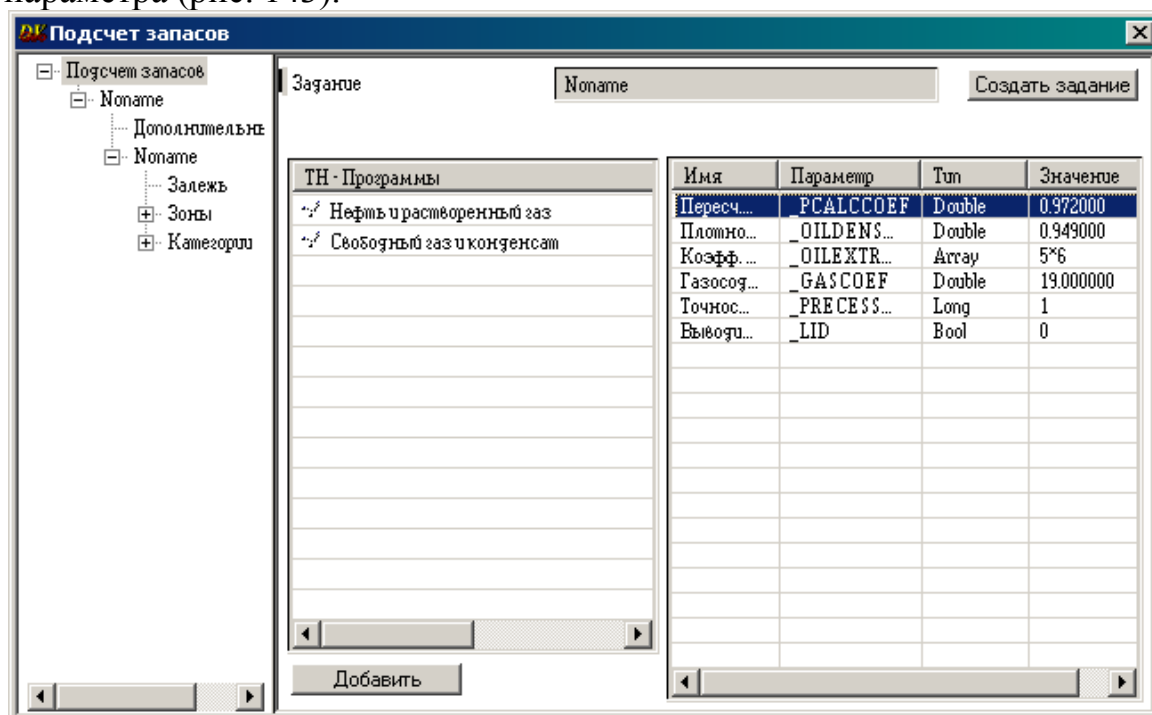 параметра (рис. 143).
Подсчет запасов
Подсчет запасов
Noname
Дополнительнь
Noname
Залежь
Зоны
Категории
Задание Noname Создать задание
ТН - Программы
Нефть и растворенный газ
Свободный газ и конденсат
Добавить
Имя Параметр Тип Значение
Пересч.... _PCALCCOEF Double 0.972000
Плотно... _OILDENS... Double 0.949000
Коэфф. ... _OILEXTR... Array 5*6
Газосод... _GASCOEF Double 19.000000
Точнос... _PRECESS... Long 1
Выводи... _LID Bool 0